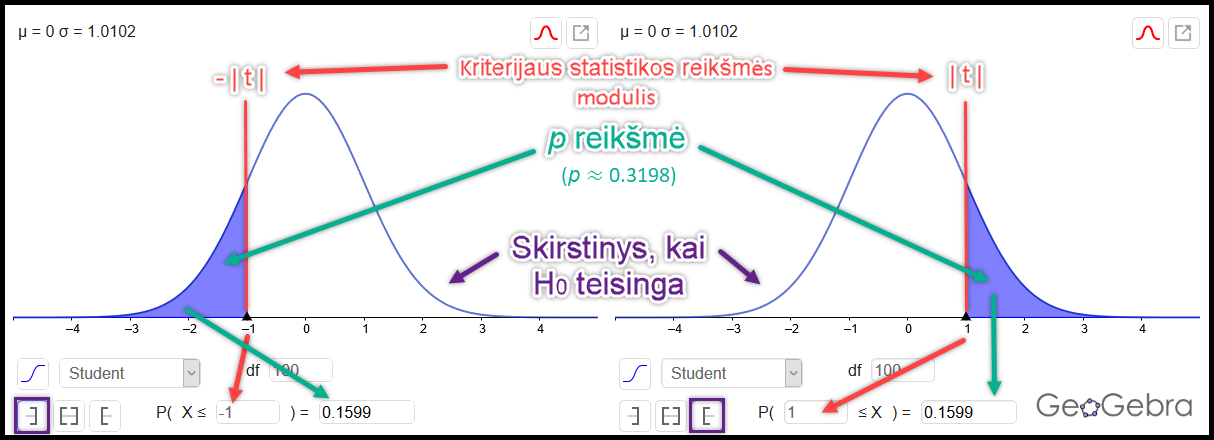 μ = 0 σ = 1.0102
μ = 0 σ = 1.0102
- |t|
Kriterijaus statistikos reikšmės
modulis
|t|
p reikšmė
(p ≈ 0.3198)
Skirstinys, kai
H0 teisinga
–4 –3 –2 –1 0 1 2 3 4
–4 –3 –2 –1 0 1 2 3 4
Student df 100
Student df 100
P( X ≤ -1 ) = 0.1599
P( 1 ≤ X ) = 0.1599
GeoGebra